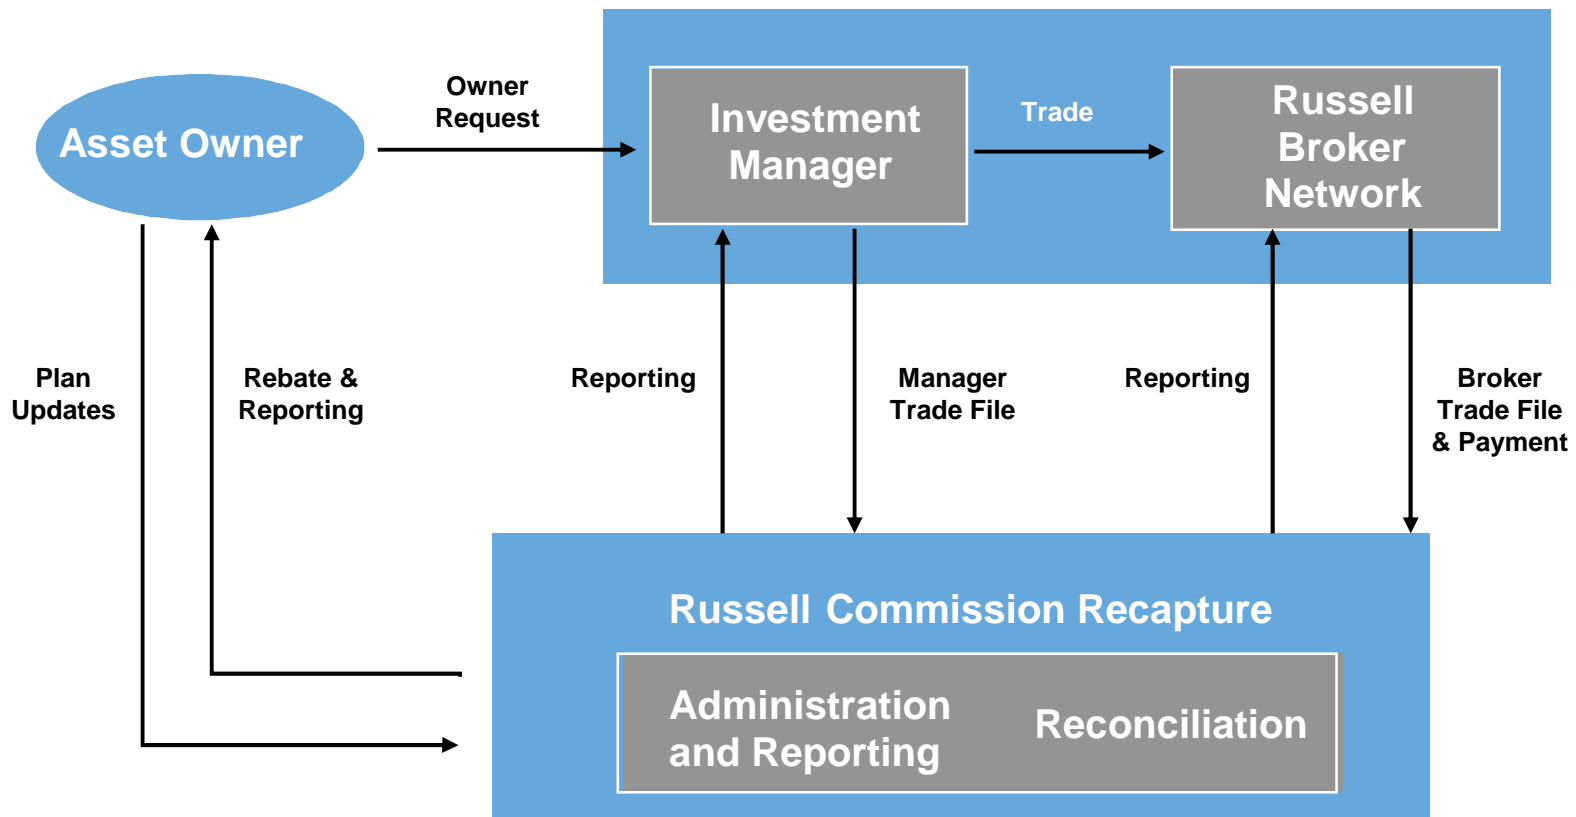 Owner
Request
Asset Owner
Investment
Manager
Trade
Russell
Broker
Network
Plan
Updates
Rebate &
Reporting
Reporting
Manager
Trade File
Reporting
Broker
Trade File
& Payment
Russell Commission Recapture
Administration
and Reporting
Reconciliation